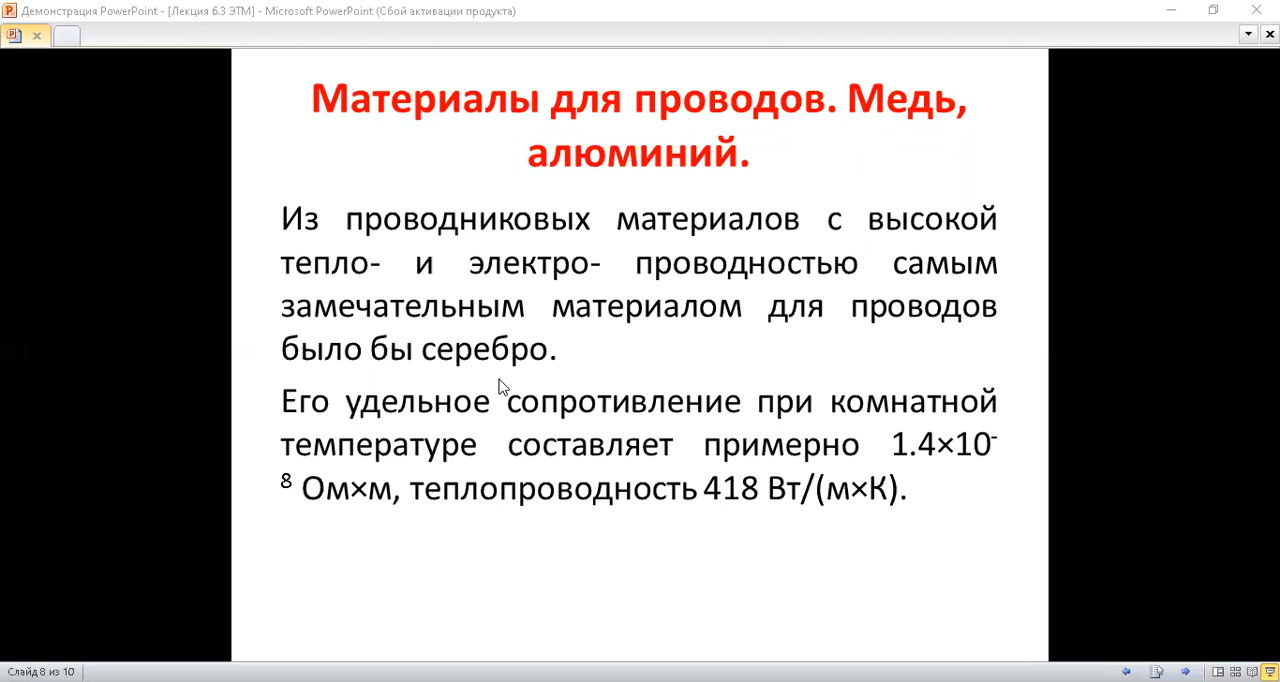 Демонстрация PowerPoint - [Лекция 6.3 ЭТМ] - Microsoft PowerPoint (Сбой активации продукта)
Материалы для проводов. Медь,
алюминий.
Из проводниковых материалов с высокой
тепло- и электро- проводностью самым
замечательным материалом для проводов
было бы серебро.
Его удельное сопротивление при комнатной
температуре составляет примерно 1.4×10⁻
⁸ Ом×м, теплопроводность 418 Вт/(м×К).
Слайд 8 из 10